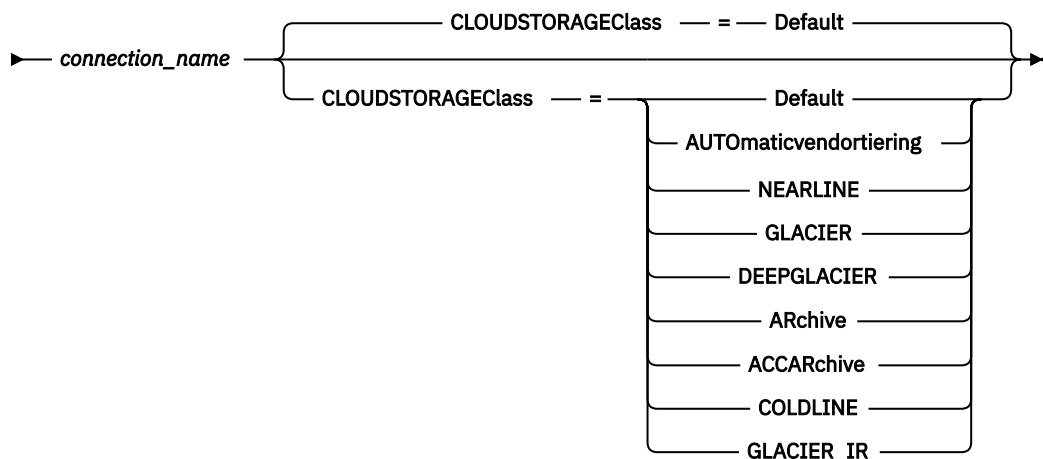 CLOUDSTORAGEClass = Default
connection_name
CLOUDSTORAGEClass = Default
AUTOmaticvendortiering
NEARLINE
GLACIER
DEEPGLACIER
ARchive
ACCARchive
COLDLINE
GLACIER IR